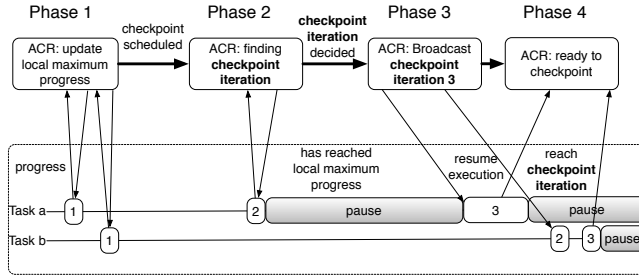 Phase 1
Phase 2
Phase 3
Phase 4
ACR: update
local maximum
progress
checkpoint
scheduled
ACR: finding
checkpoint
iteration
checkpoint
iteration
decided
ACR: Broadcast
checkpoint
iteration 3
ACR: ready to
checkpoint
progress
has reached
local maximum
progress
resume
execution
reach
checkpoint
iteration
Task a
1
2
pause
3
pause
Task b
1
2
3
pause